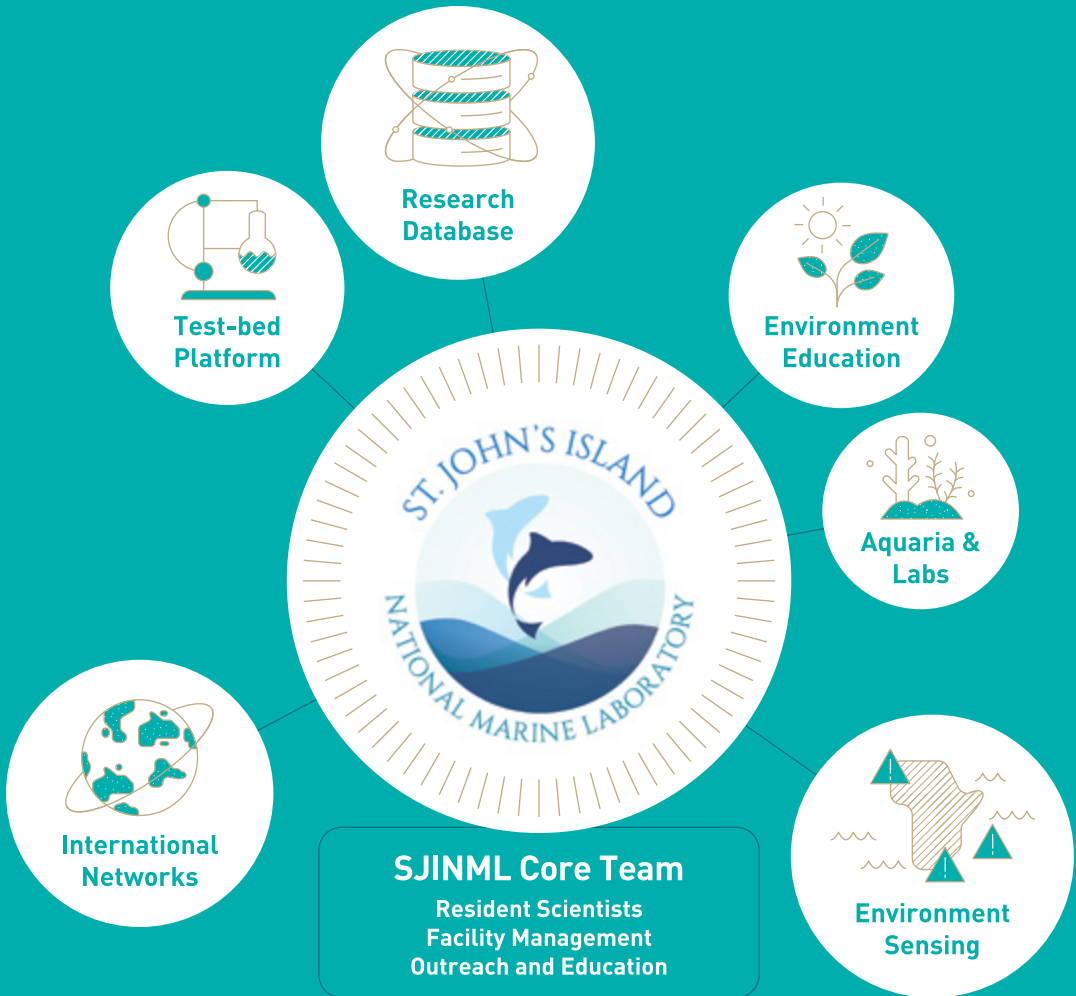 Research
Database
Test-bed
Platform
Environment
Education
ST. JOHN'S ISLAND
NATIONAL MARINE LABORATORY
Aquaria &
Labs
International
Networks
SJINML Core Team
Resident Scientists
Facility Management
Outreach and Education
Environment
Sensing